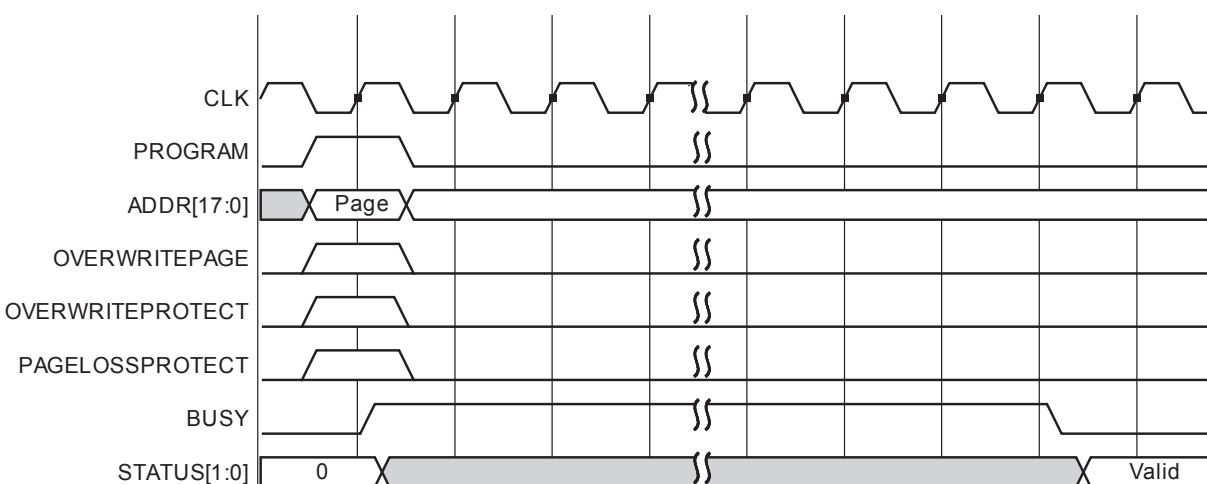 CLK
PROGRAM
ADDR[17:0] Page
OVERWRITEPAGE
OVERWRITEPROTECT
PAGELOSSPROTECT
BUSY
STATUS[1:0] 0 Valid